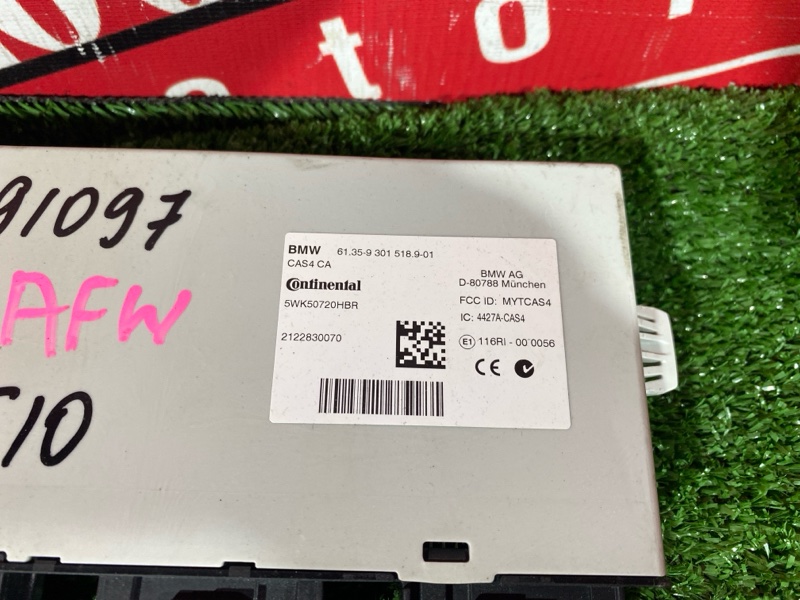 t o
91097
AFW
510
BMW 61.35-9 301 518.9-01
CAS4 CA
Continental
5WK50720HBR
2122830070
BMW AG
D-80788 München
FCC ID: MYTCAS4
IC: 4427A-CAS4
E1 116RI - 00 0056
CE